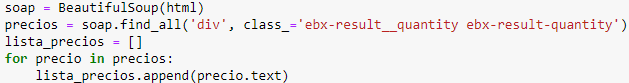 soap = BeautifulSoup(html)
precios = soap.find_all('div', class_='ebx-result__quantity ebx-result-quantity')
lista_precios = []
for precio in precios:
    lista_precios.append(precio.text)